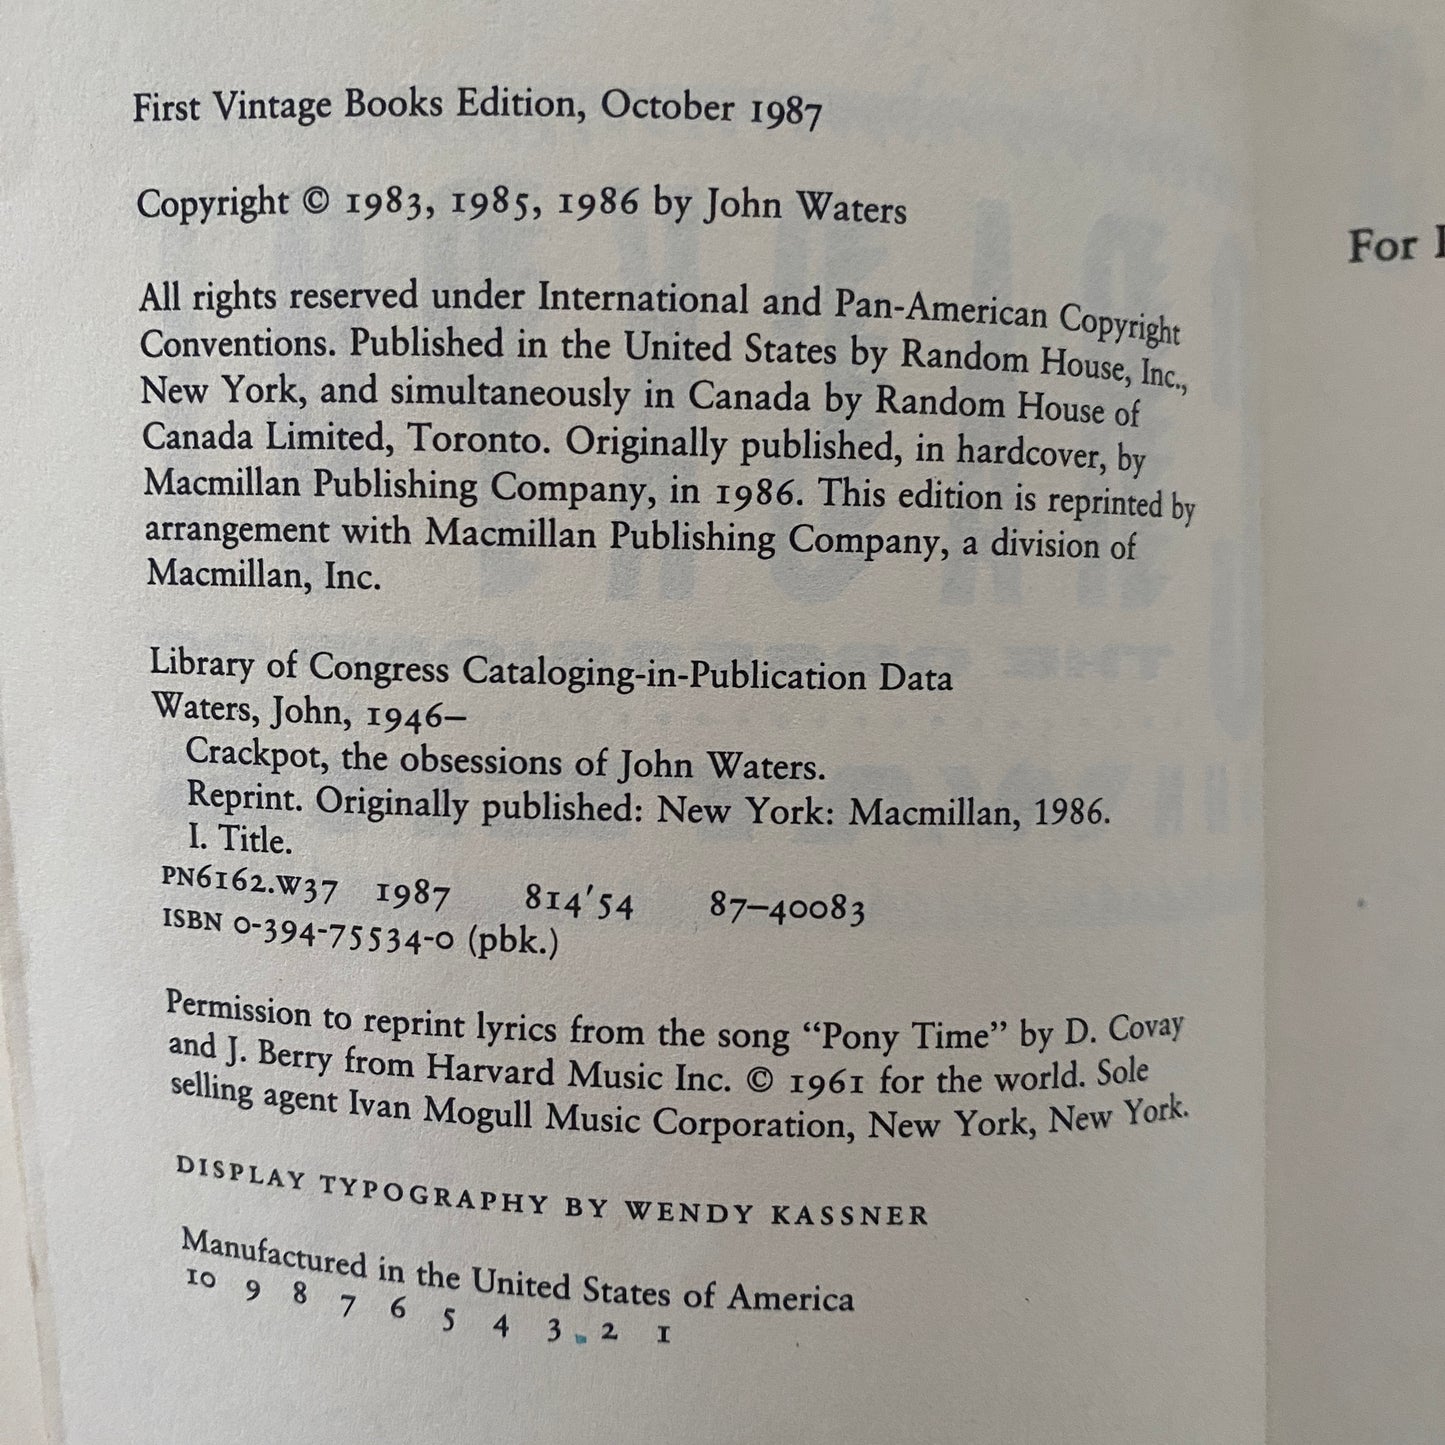 First Vintage Books Edition, October 1987
Copyright © 1983, 1985, 1986 by John Waters
All rights reserved under International and Pan-American Copyright
Conventions. Published in the United States by Random House, Inc.,
New York, and simultaneously in Canada by Random House of
Canada Limited, Toronto. Originally published, in hardcover, by
Macmillan Publishing Company, in 1986. This edition is reprinted by
arrangement with Macmillan Publishing Company, a division of
Macmillan, Inc.
Library of Congress Cataloging-in-Publication Data
Waters, John, 1946–
Crackpot, the obsessions of John Waters.
Reprint. Originally published: New York: Macmillan, 1986.
I. Title.
PN6162.W37 1987 814'54 87–40083
ISBN 0-394-75534-0 (pbk.)
Permission to reprint lyrics from the song “Pony Time” by D. Covay
and J. Berry from Harvard Music Inc. © 1961 for the world. Sole
selling agent Ivan Mogull Music Corporation, New York, New York.
DISPLAY TYPOGRAPHY BY WENDY KASSNER
Manufactured in the United States of America
10 9 8 7 6 5 4 3 2 1
For